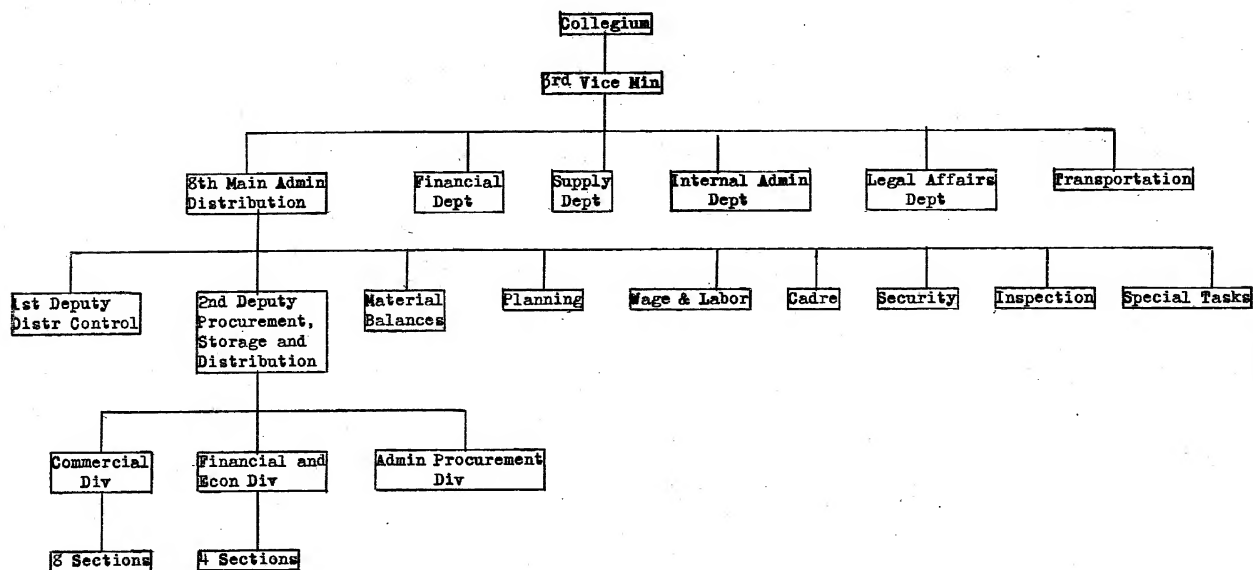 Collegium
3rd Vice Min
8th Main Admin
Distribution
Financial
Dept
Supply
Dept
Internal Admin
Dept
Legal Affairs
Dept
Transportation
1st Deputy
Distr Control
2nd Deputy
Procurement,
Storage and
Distribution
Material
Balances
Planning
Wage & Labor
Cadre
Security
Inspection
Special Tasks
Commercial
Div
Financial and
Econ Div
Admin Procurement
Div
8 Sections
4 Sections